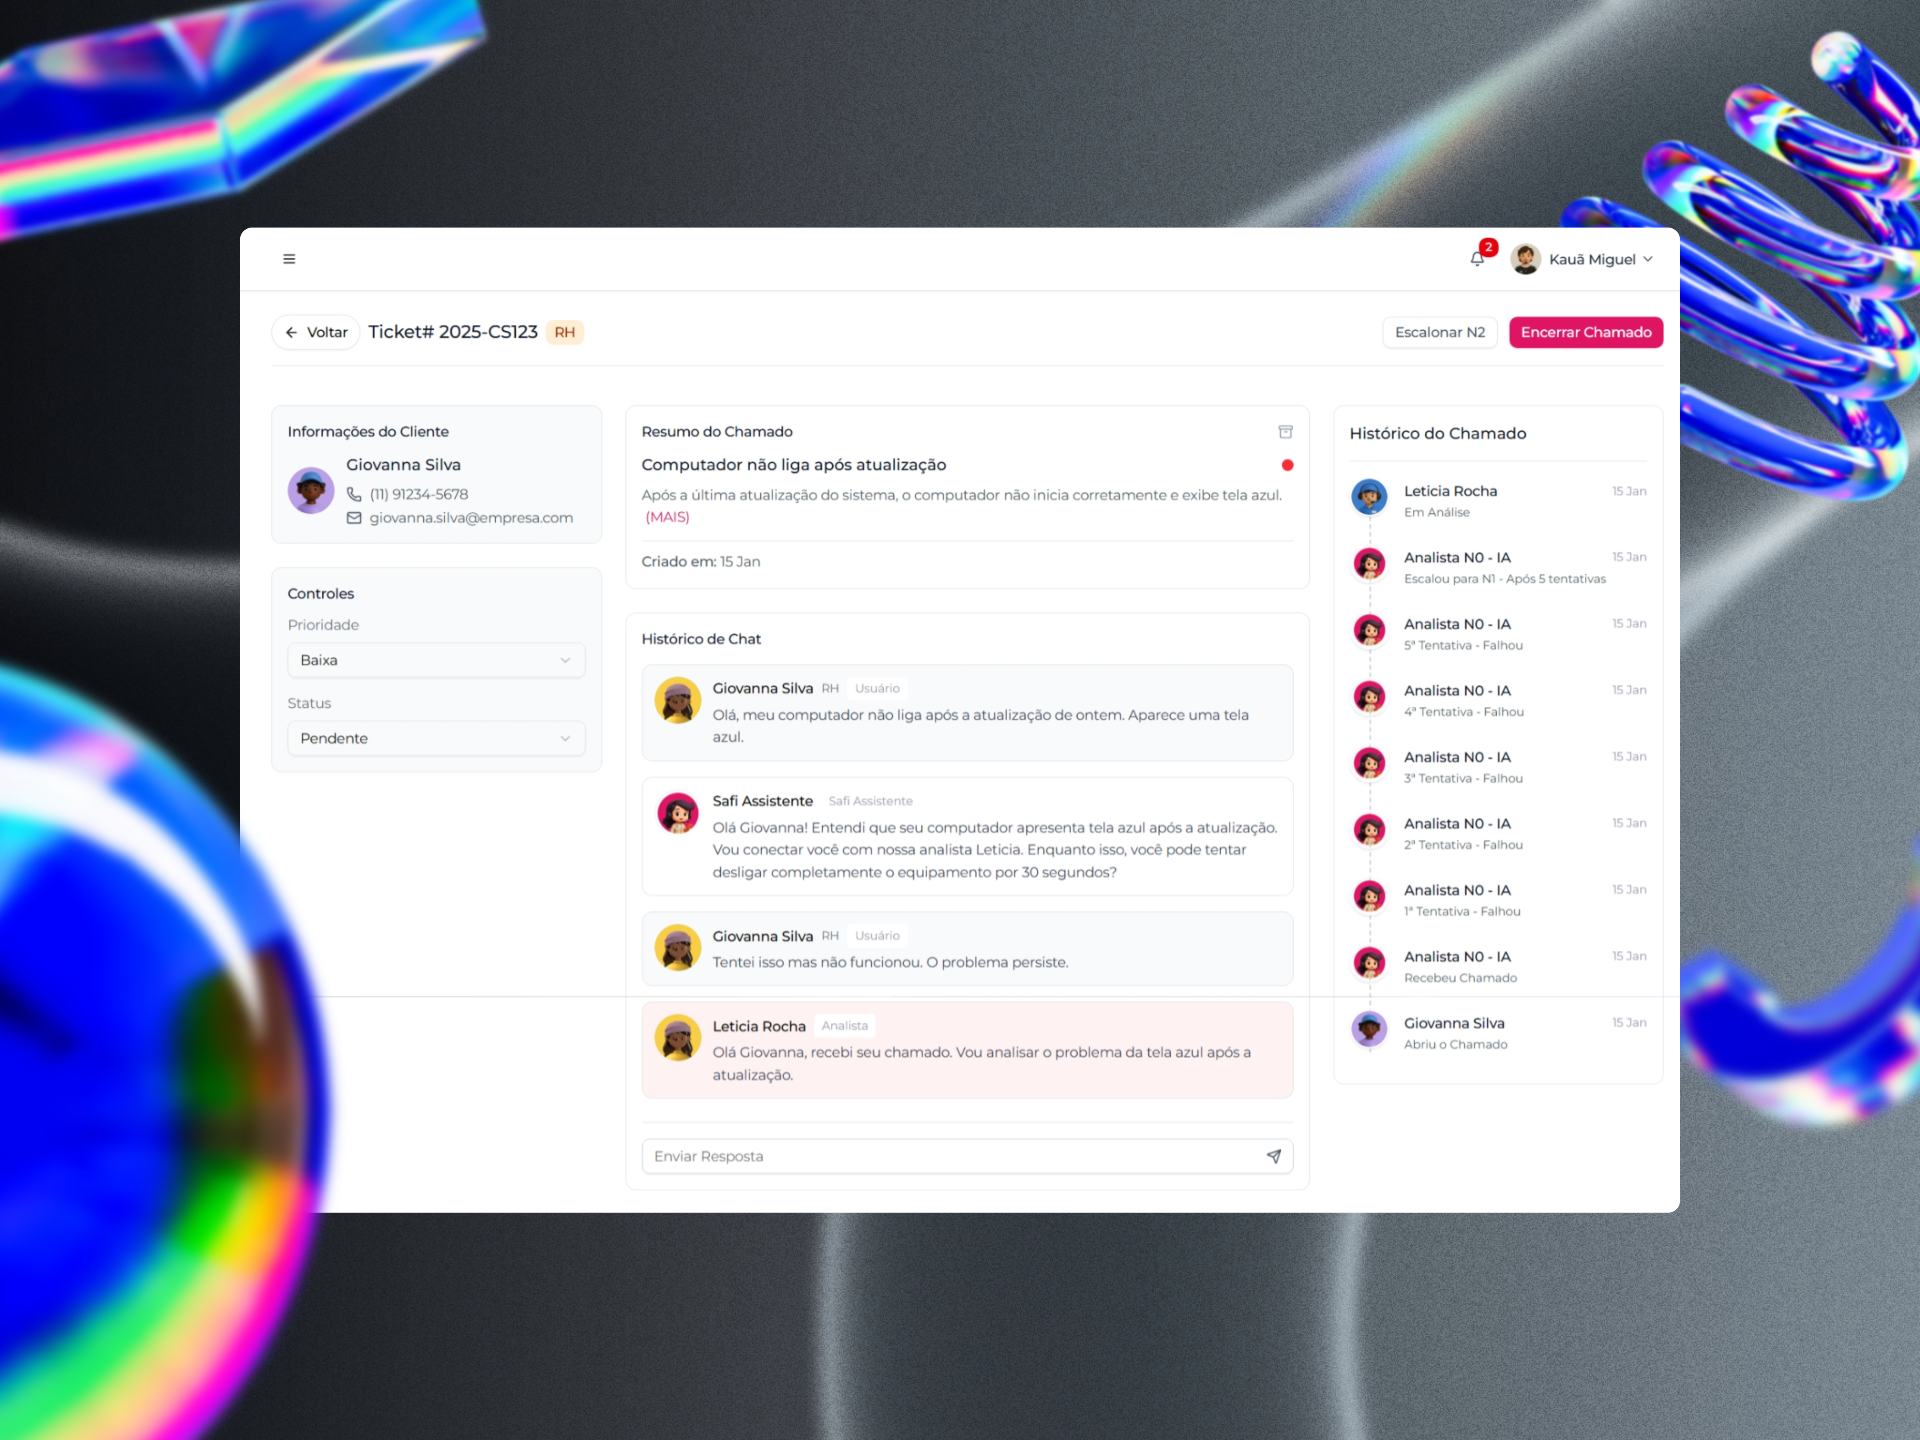 2
Kauã Miguel
Voltar
Ticket# 2025-CS123
RH
Escalonar N2
Encerrar Chamado
Informações do Cliente
Giovanna Silva
(11) 91234-5678
giovanna.silva@empresa.com
Controles
Prioridade
Baixa
Status
Pendente
Resumo do Chamado
Computador não liga após atualização
Após a última atualização do sistema, o computador não inicia corretamente e exibe tela azul.
(MAIS)
Criado em: 15 Jan
Histórico de Chat
Giovanna Silva RH Usuário
Olá, meu computador não liga após a atualização de ontem. Aparece uma tela
azul.
Safi Assistente Safi Assistente
Olá Giovanna! Entendi que seu computador apresenta tela azul após a atualização.
Vou conectar você com nossa analista Leticia. Enquanto isso, você pode tentar
desligar completamente o equipamento por 30 segundos?
Giovanna Silva RH Usuário
Tentei isso mas não funcionou. O problema persiste.
Leticia Rocha Analista
Olá Giovanna, recebi seu chamado. Vou analisar o problema da tela azul após a
atualização.
Enviar Resposta
Histórico do Chamado
Leticia Rocha 15 Jan
Em Análise
Analista N0 - IA 15 Jan
Escalou para N1 - Após 5 tentativas
Analista N0 - IA 15 Jan
5ª Tentativa - Falhou
Analista N0 - IA 15 Jan
4ª Tentativa - Falhou
Analista N0 - IA 15 Jan
3ª Tentativa - Falhou
Analista N0 - IA 15 Jan
2ª Tentativa - Falhou
Analista N0 - IA 15 Jan
1ª Tentativa - Falhou
Analista N0 - IA 15 Jan
Recebeu Chamado
Giovanna Silva 15 Jan
Abriu o Chamado